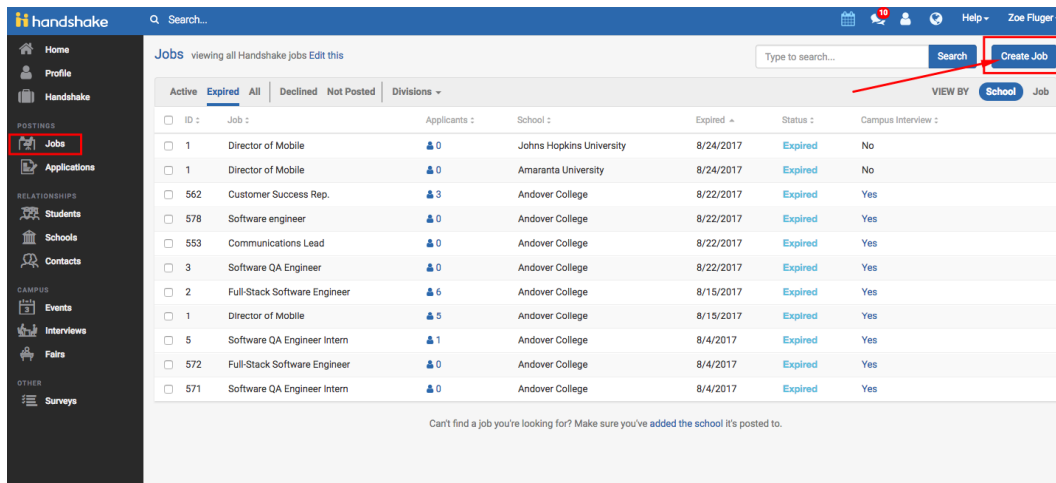 handshake Search... 10 Help Zoe Fluger
Home
Profile
Handshake
POSTINGS
Jobs
Applications
RELATIONSHIPS
Students
Schools
Contacts
CAMPUS
3 Events
Interviews
Fairs
OTHER
Surveys
Jobs viewing all Handshake jobs Edit this Type to search... Search Create Job
Active Expired All Declined Not Posted Divisions VIEW BY School Job
ID Job Applicants School Expired Status Campus Interview
1 Director of Mobile 0 Johns Hopkins University 8/24/2017 Expired No
1 Director of Mobile 0 Amaranta University 8/24/2017 Expired No
562 Customer Success Rep. 3 Andover College 8/22/2017 Expired Yes
578 Software engineer 0 Andover College 8/22/2017 Expired Yes
553 Communications Lead 0 Andover College 8/22/2017 Expired Yes
3 Software QA Engineer 0 Andover College 8/22/2017 Expired Yes
2 Full-Stack Software Engineer 6 Andover College 8/15/2017 Expired Yes
1 Director of Mobile 5 Andover College 8/15/2017 Expired Yes
5 Software QA Engineer Intern 1 Andover College 8/4/2017 Expired Yes
572 Full-Stack Software Engineer 0 Andover College 8/4/2017 Expired Yes
571 Software QA Engineer Intern 0 Andover College 8/4/2017 Expired Yes
Can't find a job you're looking for? Make sure you've added the school it's posted to.